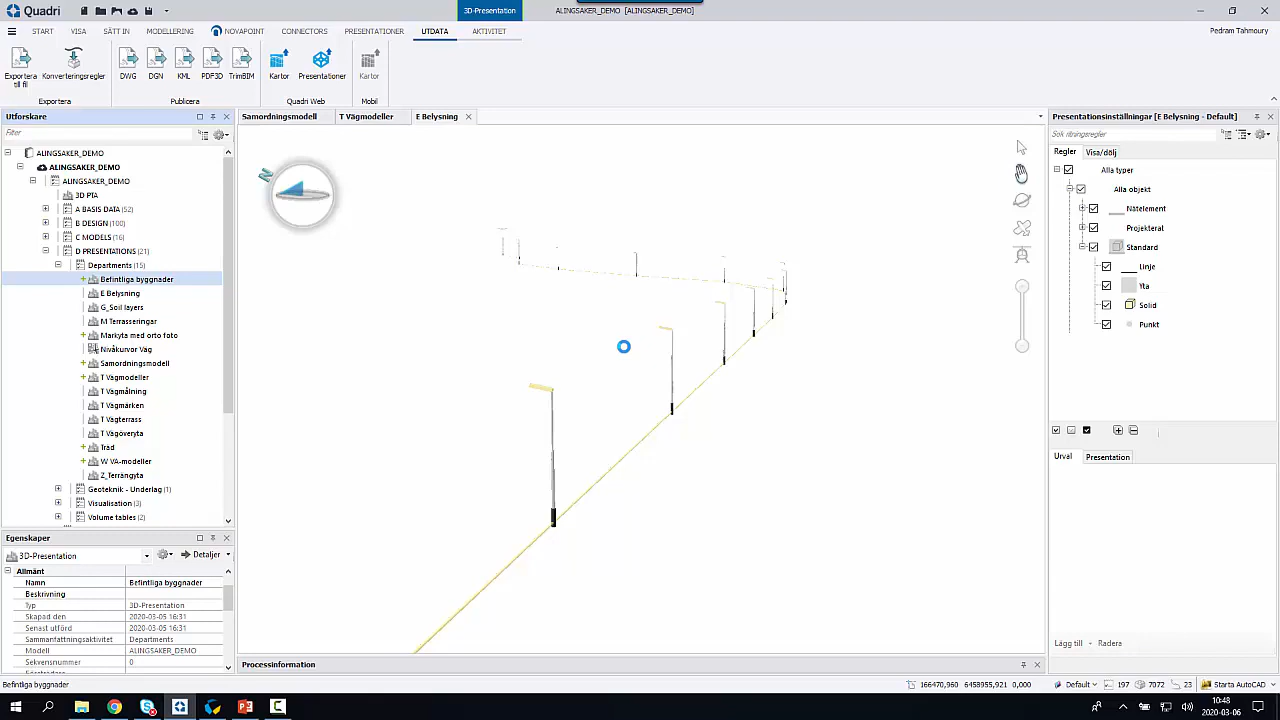 Quadri
3D-Presentation
ALINGSAKER_DEMO [ALINGSAKER_DEMO]
START VISA SÄTT IN MODELLERING NOVAPOINT CONNECTORS PRESENTATIONER UTDATA AKTIVITET
Pedram Tahmoury
Exportera till fil
Konverteringsregler
DWG DGN KML PDF3D TrimBIM
Kartor Presentationer
Kartor
Exportera Publicera Quadri Web Mobil
Utforskare
Filter
ALINGSAKER_DEMO
ALINGSAKER_DEMO
ALINGSAKER_DEMO
3D PTA
A BASIS DATA (52)
B DESIGN (100)
C MODELS (16)
D PRESENTATIONS (21)
Departments (15)
Befintliga byggnader
E Belysning
G_Soil layers
M Terrasseringar
Markyta med orto foto
Nivåkurvor Väg
Samordningsmodell
T Vägmodeller
T Vägmålning
T Vägmärken
T Vägterrass
T Vägöveryta
Träd
W VA-modeller
Z_Terrängyta
Geoteknik - Underlag (1)
Visualisation (3)
Volume tables (2)
Egenskaper
3D-Presentation
Detaljer
Allmänt
Namn Befintliga byggnader
Beskrivning
Typ 3D-Presentation
Skapad den 2020-03-05 16:31
Senast utförd 2020-03-05 16:31
Sammanfattningsaktivitet Departments
Modell ALINGSAKER_DEMO
Sekvensnummer 0
Samordningsmodell T Vägmodeller E Belysning
N
Processinformation
Presentationsinställningar [E Belysning - Default]
Sök ritningsregler
Regler Visa/dölj
Alla typer
Alla objekt
Nätelement
Projekterat
Standard
Linje
Yta
Solid
Punkt
Urval Presentation
Lägg till Radera
Befintliga byggnader
166470,960 6458955,921 0,000
Default
197
7072
23
Starta AutoCAD
10:48
2020-03-06